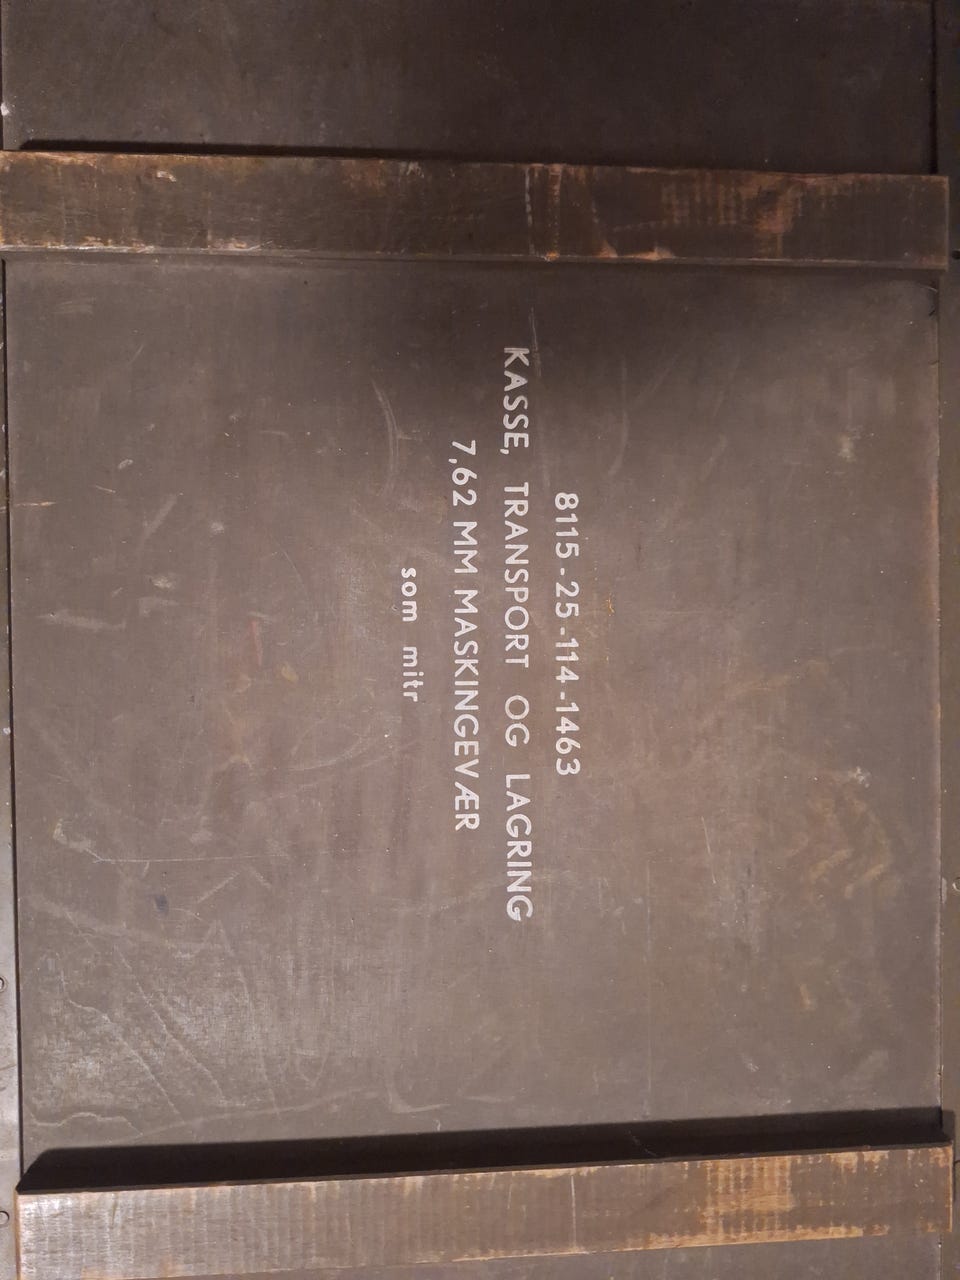 8115-25-114-1463
KASSE, TRANSPORT OG LAGRING
7,62 MM MASKINGEVÆR
som mitr